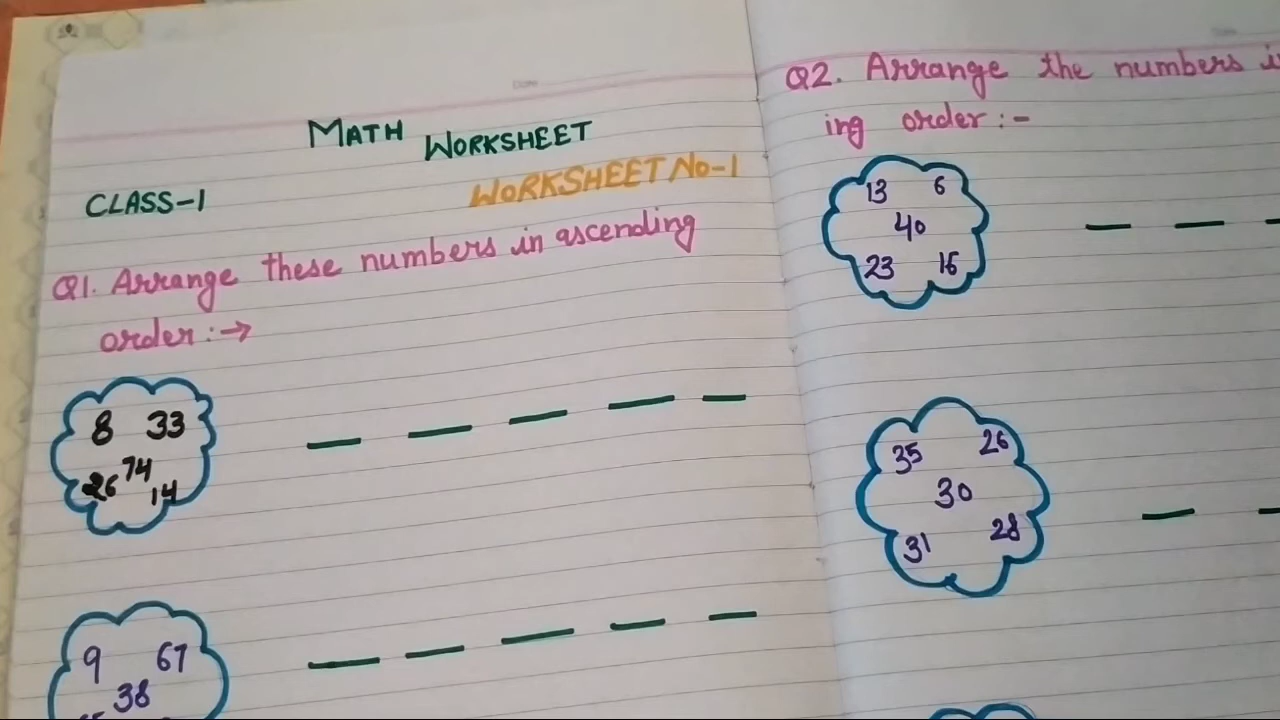 MATH WORKSHEET
CLASS-1
WORKSHEET NO-1
Q1. Arrange these numbers in ascending
order:→
8 33
74
26 14
9 67
38
Q2. Arrange the numbers
ing order:-
13 6
40
23 16
35 26
30
31 28